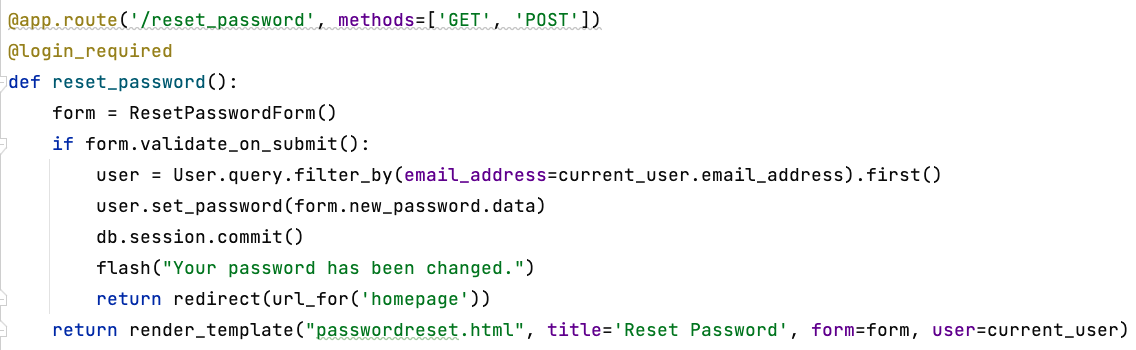 @app.route('/reset_password', methods=['GET', 'POST'])
@login_required
def reset_password():
    form = ResetPasswordForm()
    if form.validate_on_submit():
        user = User.query.filter_by(email_address=current_user.email_address).first()
        user.set_password(form.new_password.data)
        db.session.commit()
        flash("Your password has been changed.")
        return redirect(url_for('homepage'))
    return render_template("passwordreset.html", title='Reset Password', form=form, user=current_user)